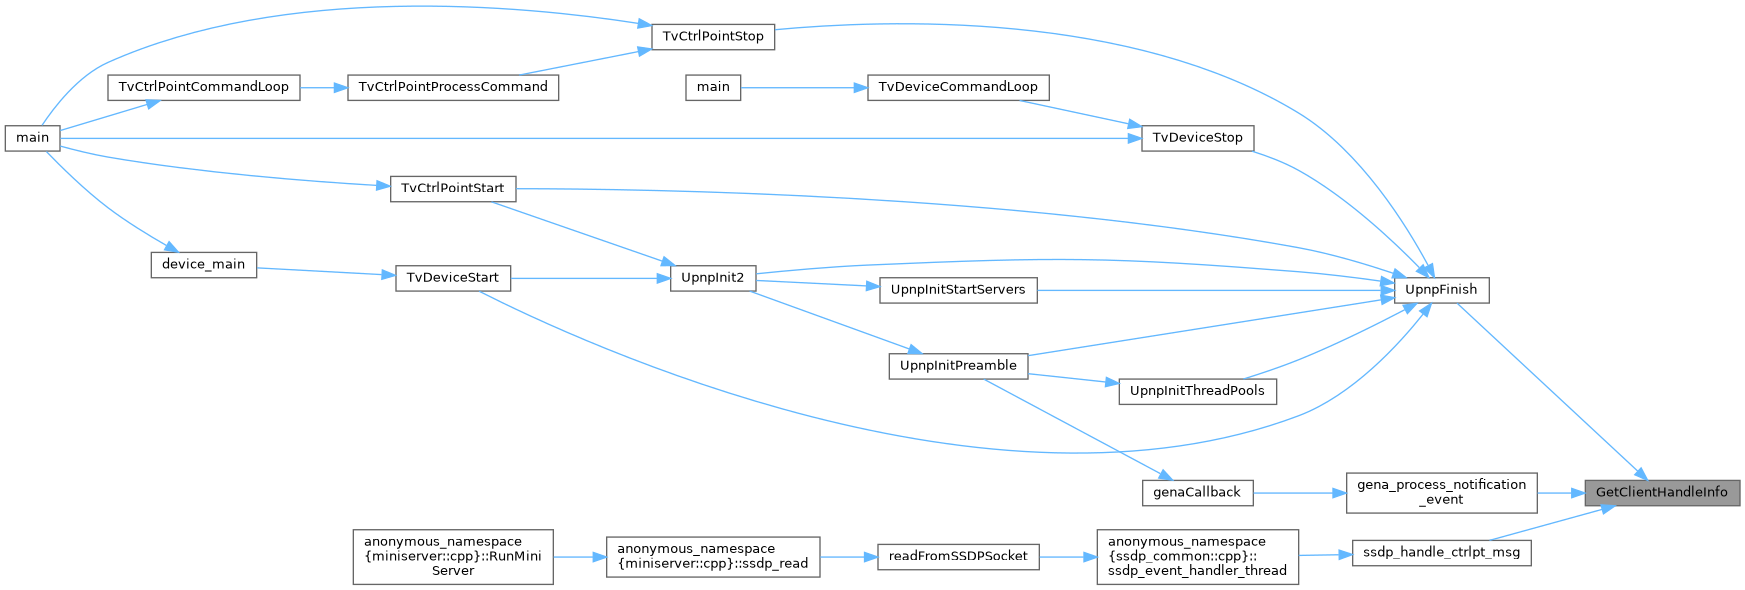 TvCtrlPointStop
TvCtrlPointCommandLoop
TvCtrlPointProcessCommand
main
TvDeviceCommandLoop
main
TvDeviceStop
TvCtrlPointStart
device_main
TvDeviceStart
UpnpInit2
UpnpInitStartServers
UpnpFinish
UpnpInitPreamble
UpnpInitThreadPools
genaCallback
gena_process_notification
_event
GetClientHandleInfo
anonymous_namespace
{miniserver::cpp}::RunMini
Server
anonymous_namespace
{miniserver::cpp}::ssdp_read
readFromSSDPSocket
anonymous_namespace
{ssdp_common::cpp}::
ssdp_event_handler_thread
ssdp_handle_ctrlpt_msg